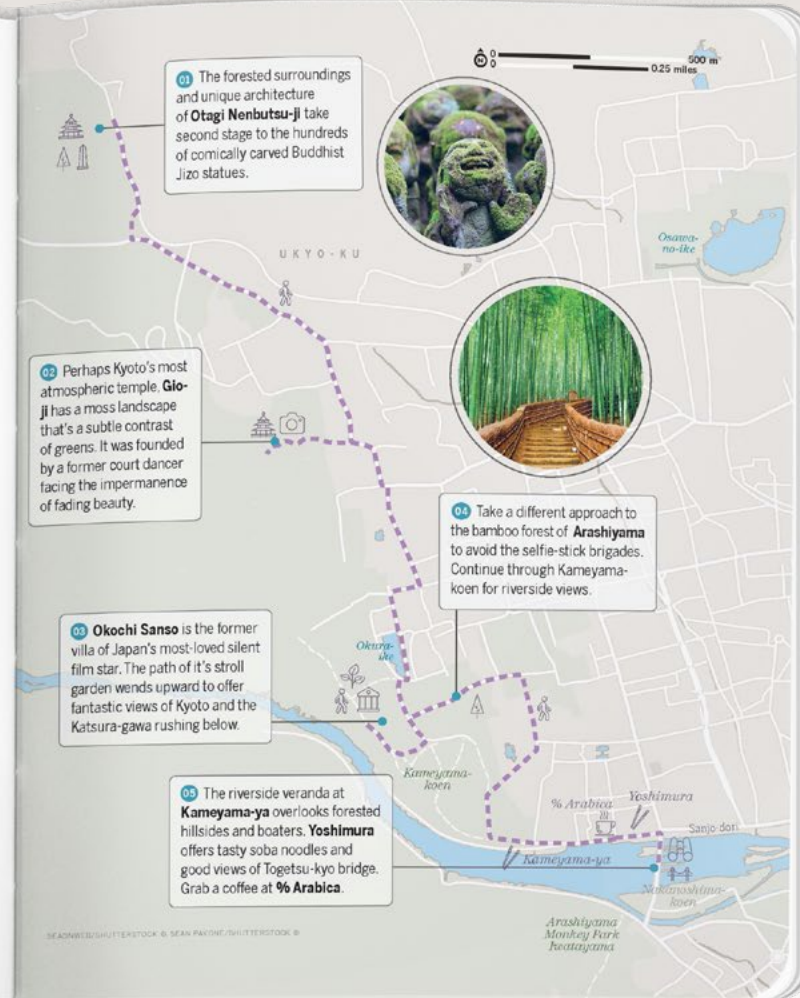 0
0
500 m
0.25 miles
01 The forested surroundings
and unique architecture
of Otagi Nenbutsu-ji take
second stage to the hundreds
of comically carved Buddhist
Jizo statues.
UKYO-KU
Osawa-
no-ike
02 Perhaps Kyoto's most
atmospheric temple, Gio-
ji has a moss landscape
that's a subtle contrast
of greens. It was founded
by a former court dancer
facing the impermanence
of fading beauty.
04 Take a different approach to
the bamboo forest of Arashiyama
to avoid the selfie-stick brigades.
Continue through Kameyama-
koen for riverside views.
03 Okochi Sanso is the former
villa of Japan's most-loved silent
film star. The path of it's stroll
garden wends upward to offer
fantastic views of Kyoto and the
Katsura-gawa rushing below.
Okura-
ike
Kameyama-
koen
05 The riverside veranda at
Kameyama-ya overlooks forested
hillsides and boaters. Yoshimura
offers tasty soba noodles and
good views of Togetsu-kyo bridge.
Grab a coffee at % Arabica.
% Arabica
Yoshimura
Sanjo-dori
Kameyama-ya
Nakanoshima-
koen
Arashiyama
Monkey Park
Iwatayama
SHUTTERSTOCK © SEAN PAVONE/SHUTTERSTOCK ©